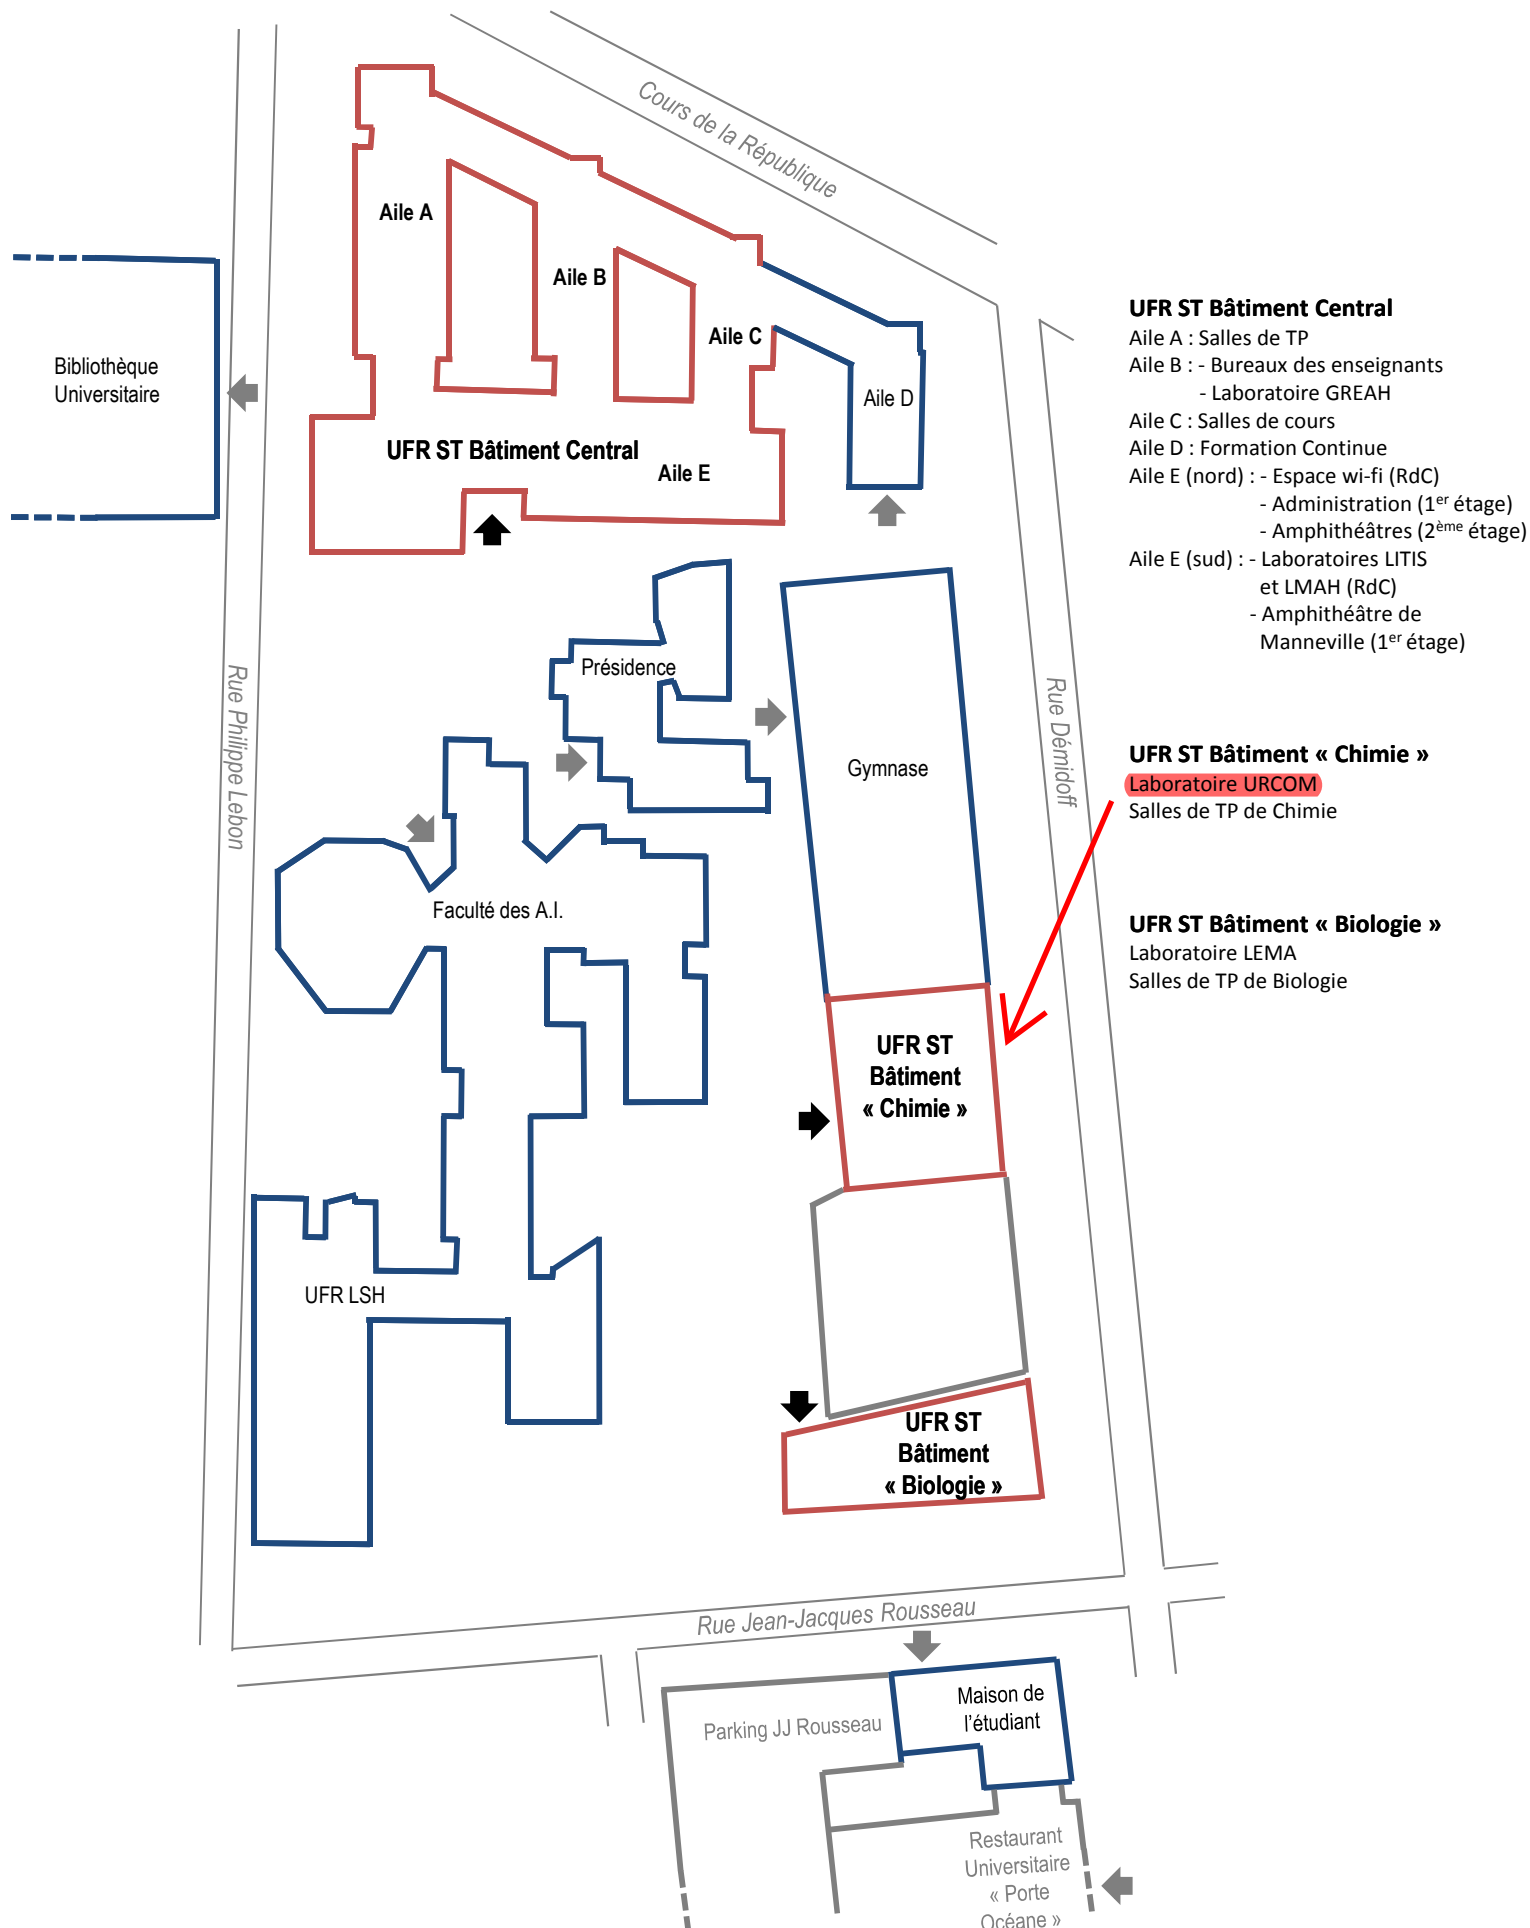 Cours de la République
Aile A
Aile B
Aile C
Aile D
Bibliothèque
Universitaire
UFR ST Bâtiment Central
Aile E
UFR ST Bâtiment Central
Aile A : Salles de TP
Aile B : - Bureaux des enseignants
- Laboratoire GREAH
Aile C : Salles de cours
Aile D : Formation Continue
Aile E (nord) : - Espace wi-fi (RdC)
- Administration (1er étage)
- Amphithéâtres (2ème étage)
Aile E (sud) : - Laboratoires LITIS
et LMAH (RdC)
- Amphithéâtre de
Manneville (1er étage)
Présidence
Rue Philippe Lebon
Rue Démidoff
Gymnase
UFR ST Bâtiment « Chimie »
Laboratoire URCOM
Salles de TP de Chimie
Faculté des A.I.
UFR ST Bâtiment « Biologie »
Laboratoire LEMA
Salles de TP de Biologie
UFR ST
Bâtiment
« Chimie »
UFR LSH
UFR ST
Bâtiment
« Biologie »
Rue Jean-Jacques Rousseau
Parking JJ Rousseau
Maison de
l'étudiant
Restaurant
Universitaire
« Porte
Océane »